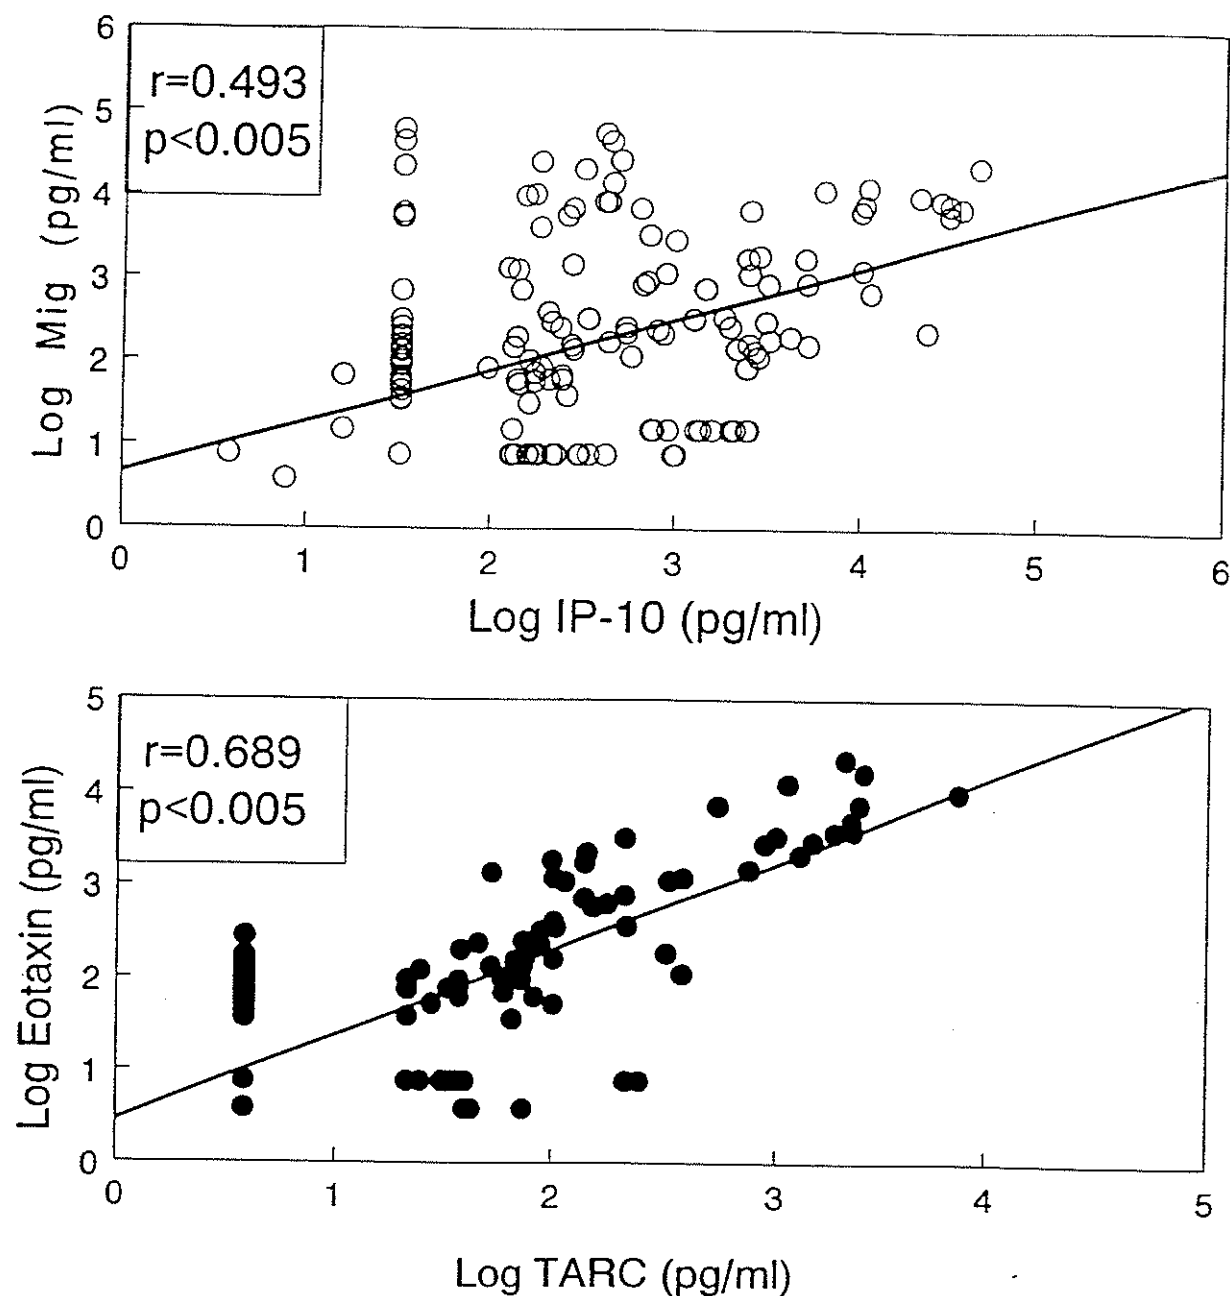 6
5
4
3
2
1
0
Log Mig (pg/ml)
r=0.493
p<0.005
0 1 2 3 4 5 6
Log IP-10 (pg/ml)
5
4
3
2
1
0
Log Eotaxin (pg/ml)
r=0.689
p<0.005
0 1 2 3 4 5
Log TARC (pg/ml)